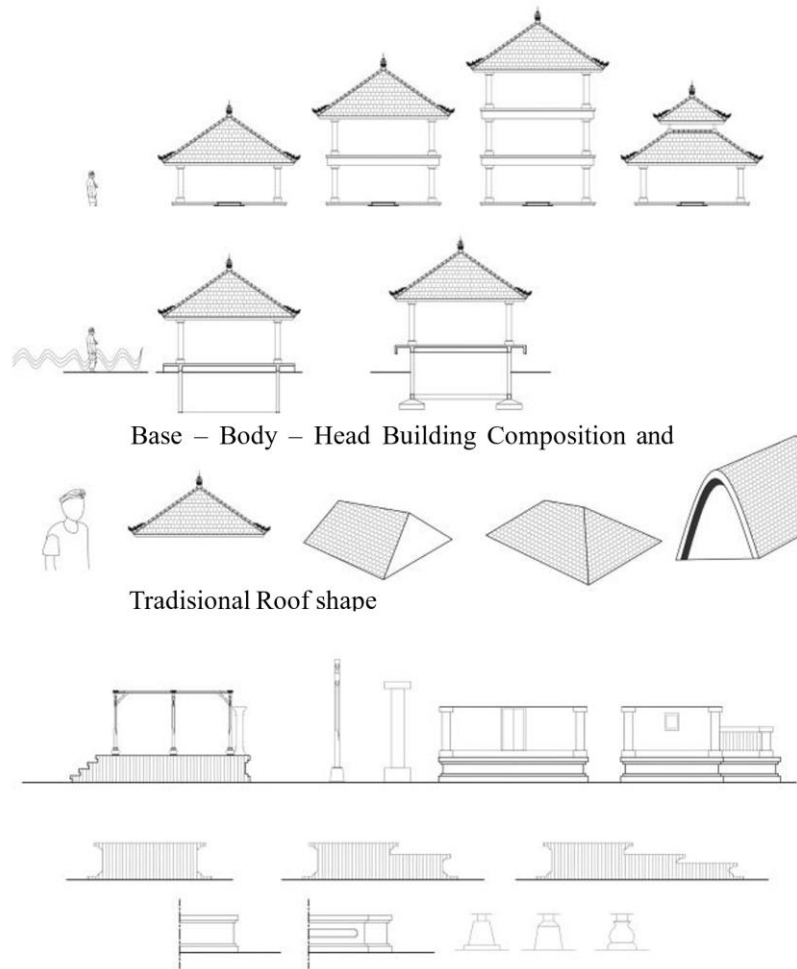 Base – Body – Head Building Composition and
Tradisional Roof shape